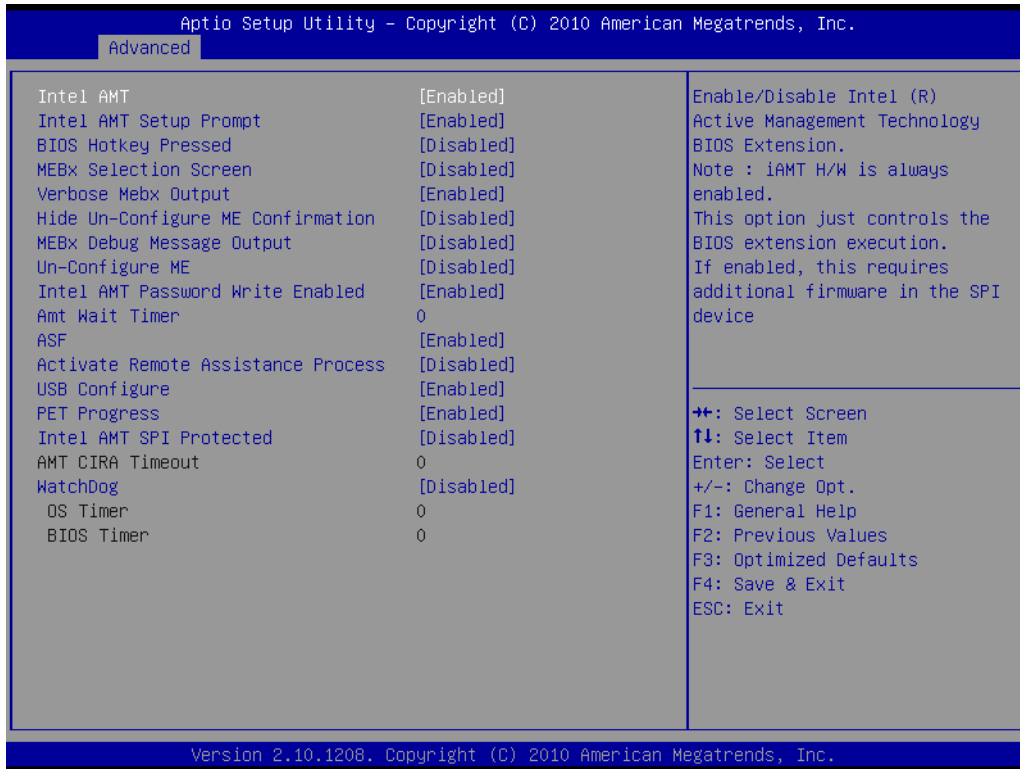 Aptio Setup Utility – Copyright (C) 2010 American Megatrends, Inc.
Advanced
Intel AMT [Enabled]
Intel AMT Setup Prompt [Enabled]
BIOS Hotkey Pressed [Disabled]
MEBx Selection Screen [Disabled]
Verbose Mebx Output [Enabled]
Hide Un-Configure ME Confirmation [Disabled]
MEBx Debug Message Output [Disabled]
Un-Configure ME [Disabled]
Intel AMT Password Write Enabled [Enabled]
Amt Wait Timer 0
ASF [Enabled]
Activate Remote Assistance Process [Disabled]
USB Configure [Enabled]
PET Progress [Enabled]
Intel AMT SPI Protected [Disabled]
AMT CIRA Timeout 0
WatchDog [Disabled]
OS Timer 0
BIOS Timer 0
Enable/Disable Intel (R)
Active Management Technology
BIOS Extension.
Note : iAMT H/W is always
enabled.
This option just controls the
BIOS extension execution.
If enabled, this requires
additional firmware in the SPI
device
→←: Select Screen
↑↓: Select Item
Enter: Select
+/-: Change Opt.
F1: General Help
F2: Previous Values
F3: Optimized Defaults
F4: Save & Exit
ESC: Exit
Version 2.10.1208. Copyright (C) 2010 American Megatrends, Inc.